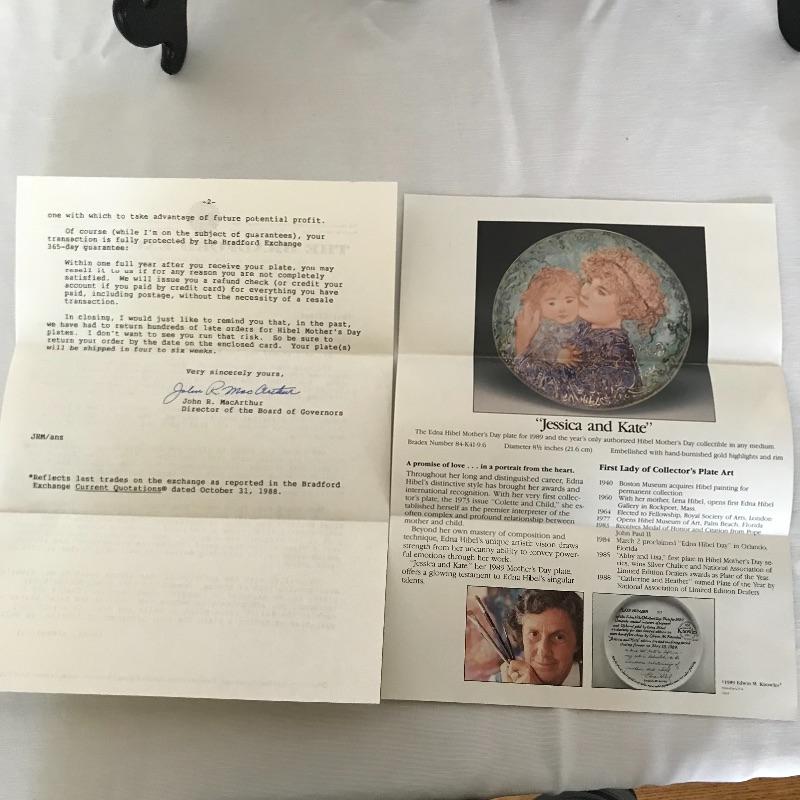 -2-
one with which to take advantage of future potential profit.
Of course (while I'm on the subject of guarantees), your
transaction is fully protected by the Bradford Exchange
365-day guarantee:
Within one full year after you receive your plate, you may
resell it to us if for any reason you are not completely
satisfied. We will issue you a refund check (or credit your
account if you paid by credit card) for everything you have
paid, including postage, without the necessity of a resale
transaction.
In closing, I would just like to remind you that, in the past,
we have had to return hundreds of late orders for Hibel Mother's Day
plates. I don't want to see you run that risk. So be sure to
return your order by the date on the enclosed card. Your plate(s)
will be shipped in four to six weeks.
Very sincerely yours,
John R. MacArthur
John R. MacArthur
Director of the Board of Governors
JRM/ans
*Reflects last trades on the exchange as reported in the Bradford
Exchange Current Quotations® dated October 31, 1988.
"Jessica and Kate"
The Edna Hibel Mother's Day plate for 1989 and the year's only authorized Hibel Mother's Day collectible in any medium.
Bradex Number 84-K41-9.6 Diameter 8½ inches (21.6 cm) Embellished with hand-burnished gold highlights and rim
A promise of love . . . in a portrait from the heart.
Throughout her long and distinguished career, Edna
Hibel's distinctive style has brought her awards and
international recognition. With her very first collec-
tor's plate, the 1973 issue "Colette and Child," she es-
tablished herself as the premier interpreter of the
often complex and profound relationship between
mother and child.
Beyond her own mastery of composition and
technique, Edna Hibel's unique artistic vision draws
strength from her uncanny ability to convey power-
ful emotions through her work.
"Jessica and Kate," her 1989 Mother's Day plate,
offers a glowing testament to Edna Hibel's singular
talents.
First Lady of Collector's Plate Art
1940 Boston Museum acquires Hibel painting for
permanent collection
1960 With her mother, Lena Hibel, opens first Edna Hibel
Gallery in Rockport, Mass.
1964 Elected to Fellowship, Royal Society of Arts, London
1977 Opens Hibel Museum of Art, Palm Beach, Florida
1983 Receives Medal of Honor and Citation from Pope
John Paul II
1984 March 2 proclaimed "Edna Hibel Day" in Orlando,
Florida
1985 "Abby and Lisa," first plate in Hibel Mother's Day se-
ries, wins Silver Chalice and National Association of
Limited Edition Dealers awards as Plate of the Year
1988 "Catherine and Heather" named Plate of the Year by
National Association of Limited Edition Dealers
Knowles
©1989 Edwin M. Knowles